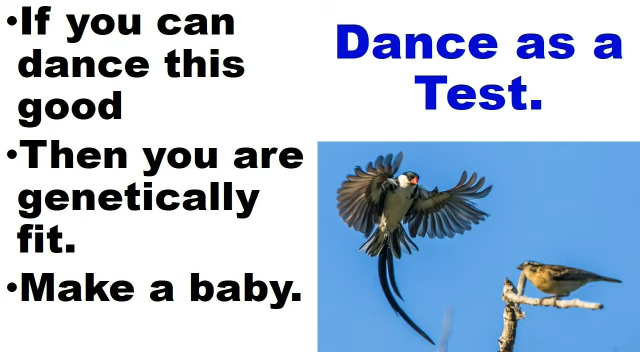 •If you can
dance this
good
•Then you are
genetically
fit.
•Make a baby.
Dance as a
Test.